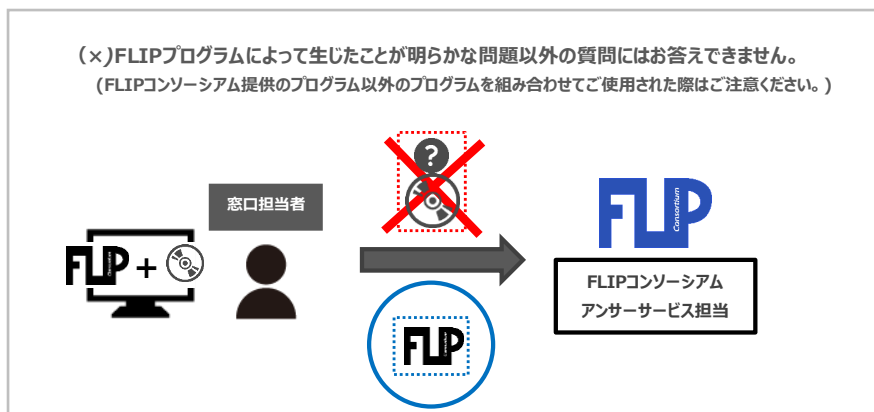 （×)FLIPプログラムによって生じたことが明らかな問題以外の質問にはお答えできません。
(FLIPコンソーシアム提供のプログラム以外のプログラムを組み合わせてご使用された際はご注意ください。)
?
窓口担当者
FLIP
Consortium
FLIP
Consortium
+
FLIPコンソーシアム
アンサーサービス担当
FLIP
Consortium